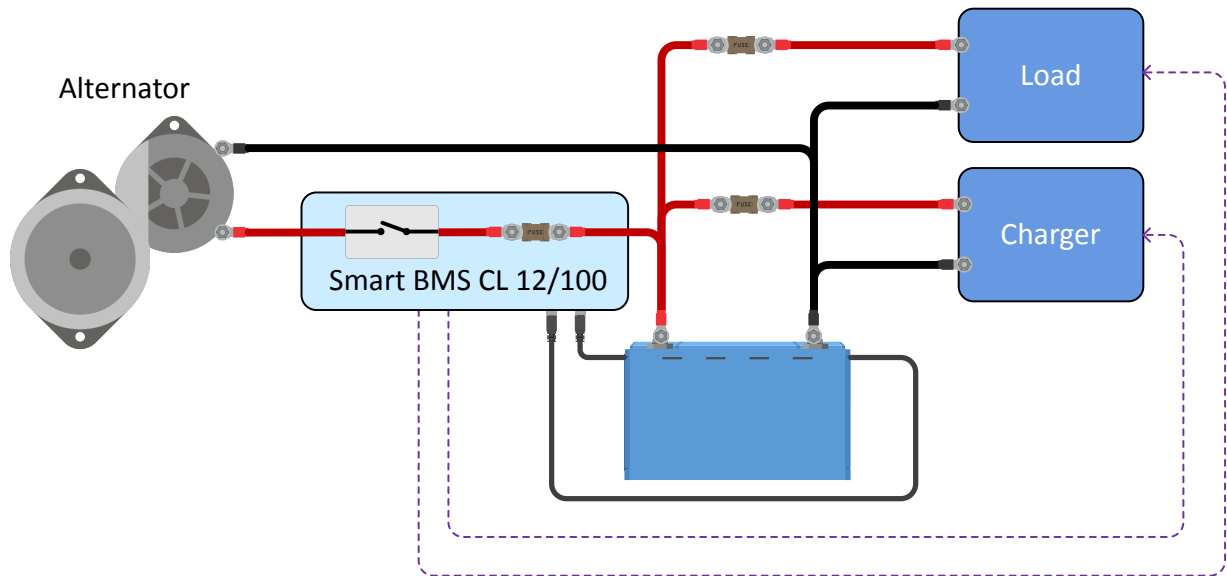 FUSE
Load
Alternator
FUSE
Charger
FUSE
Smart BMS CL 12/100